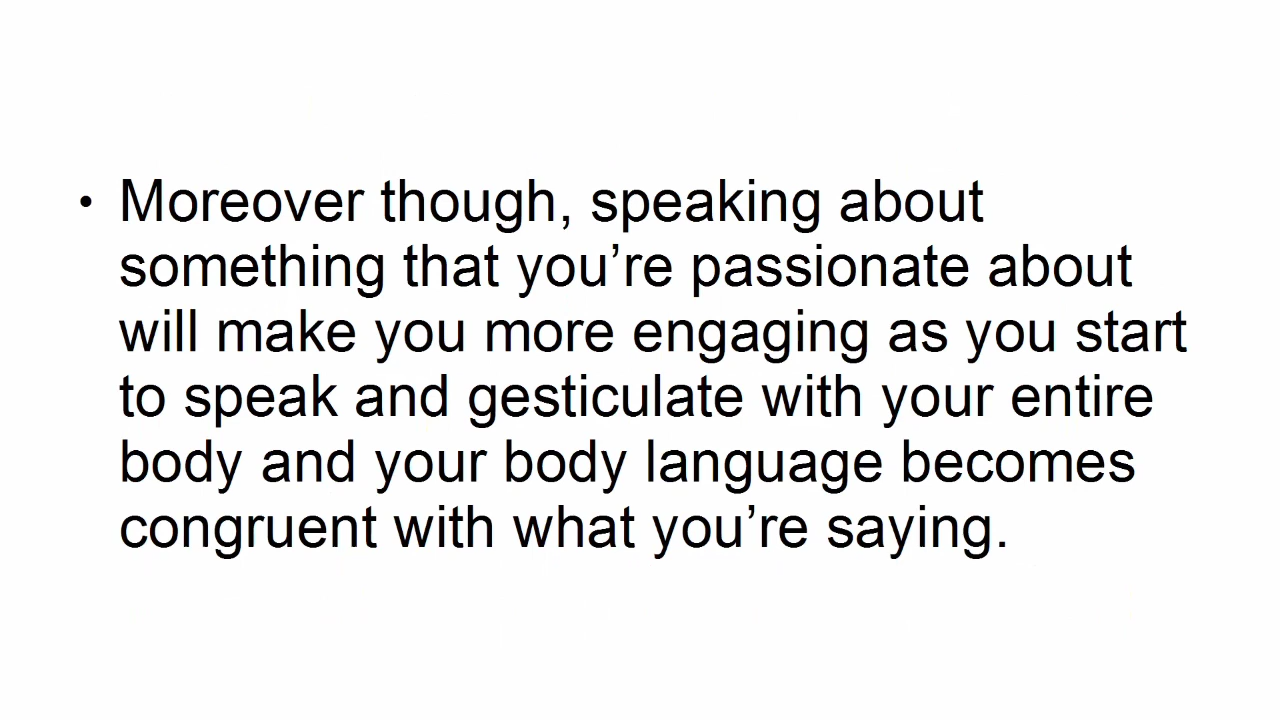 • Moreover though, speaking about
something that you’re passionate about
will make you more engaging as you start
to speak and gesticulate with your entire
body and your body language becomes
congruent with what you’re saying.